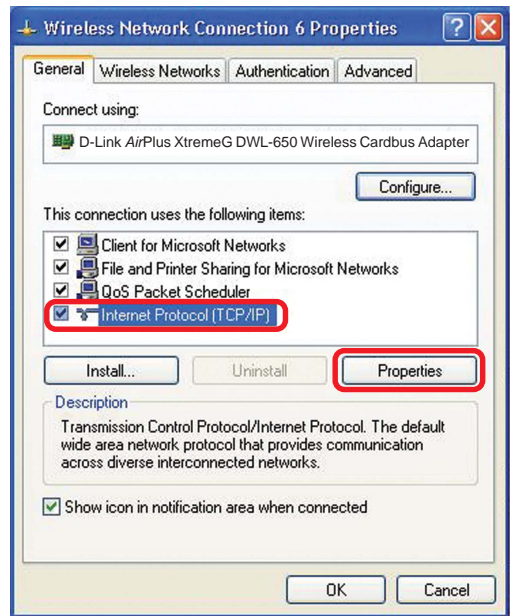 Wireless Network Connection 6 Properties
General Wireless Networks Authentication Advanced
Connect using:
D-Link AirPlus XtremeG DWL-650 Wireless Cardbus Adapter
Configure...
This connection uses the following items:
Client for Microsoft Networks
File and Printer Sharing for Microsoft Networks
QoS Packet Scheduler
Internet Protocol (TCP/IP)
Install... Uninstall Properties
Description
Transmission Control Protocol/Internet Protocol. The default
wide area network protocol that provides communication
across diverse interconnected networks.
Show icon in notification area when connected
OK Cancel